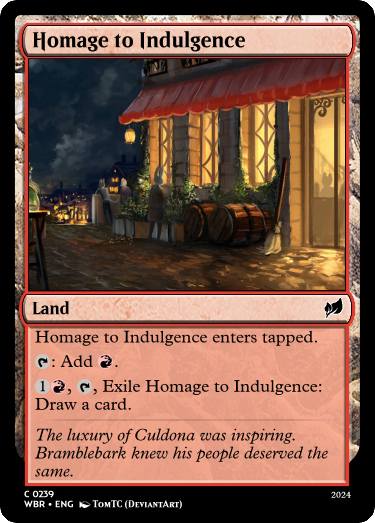 Homage to Indulgence
Land
Homage to Indulgence enters tapped.
: Add .
1 , , Exile Homage to Indulgence:
Draw a card.
The luxury of Culdona was inspiring.
Bramblebark knew his people deserved the
same.
C 0239
2024
WBR • ENG TomTC (DeviantArt)